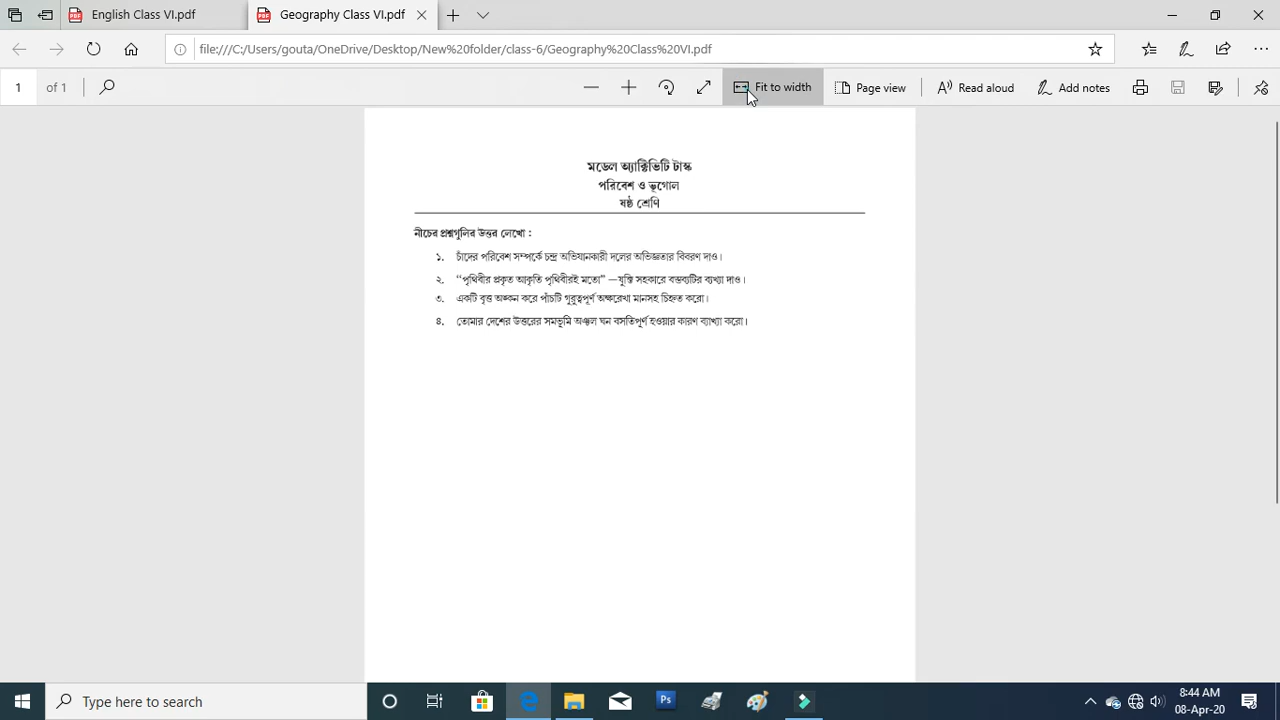 English Class VI.pdf
Geography Class VI.pdf
file:///C:/Users/gouta/OneDrive/Desktop/New%20folder/class-6/Geography%20Class%20VI.pdf
1 of 1
Fit to width
Page view
Read aloud
Add notes
মডেল অ্যাক্টিভিটি টাস্ক
পরিবেশ ও ভূগোল
ষষ্ঠ শ্রেণি
নীচের প্রশ্নগুলির উত্তর লেখো :
১. চাঁদের পরিবেশ সম্পর্কে চন্দ্র অভিযানকারী দলের অভিজ্ঞতার বিবরণ দাও।
২. “পৃথিবীর প্রকৃত আকৃতি পৃথিবীরই মতো” —যুক্তি সহকারে বক্তব্যটির ব্যখ্যা দাও।
৩. একটি বৃত্ত অঙ্কন করে পাঁচটি গুরুত্বপূর্ণ অক্ষরেখা মানসহ চিহ্নিত করো।
৪. তোমার দেশের উত্তরের সমভূমি অঞ্চল ঘন বসতিপূর্ণ হওয়ার কারণ ব্যাখ্যা করো।
Type here to search
Ps
8:44 AM
08-Apr-20